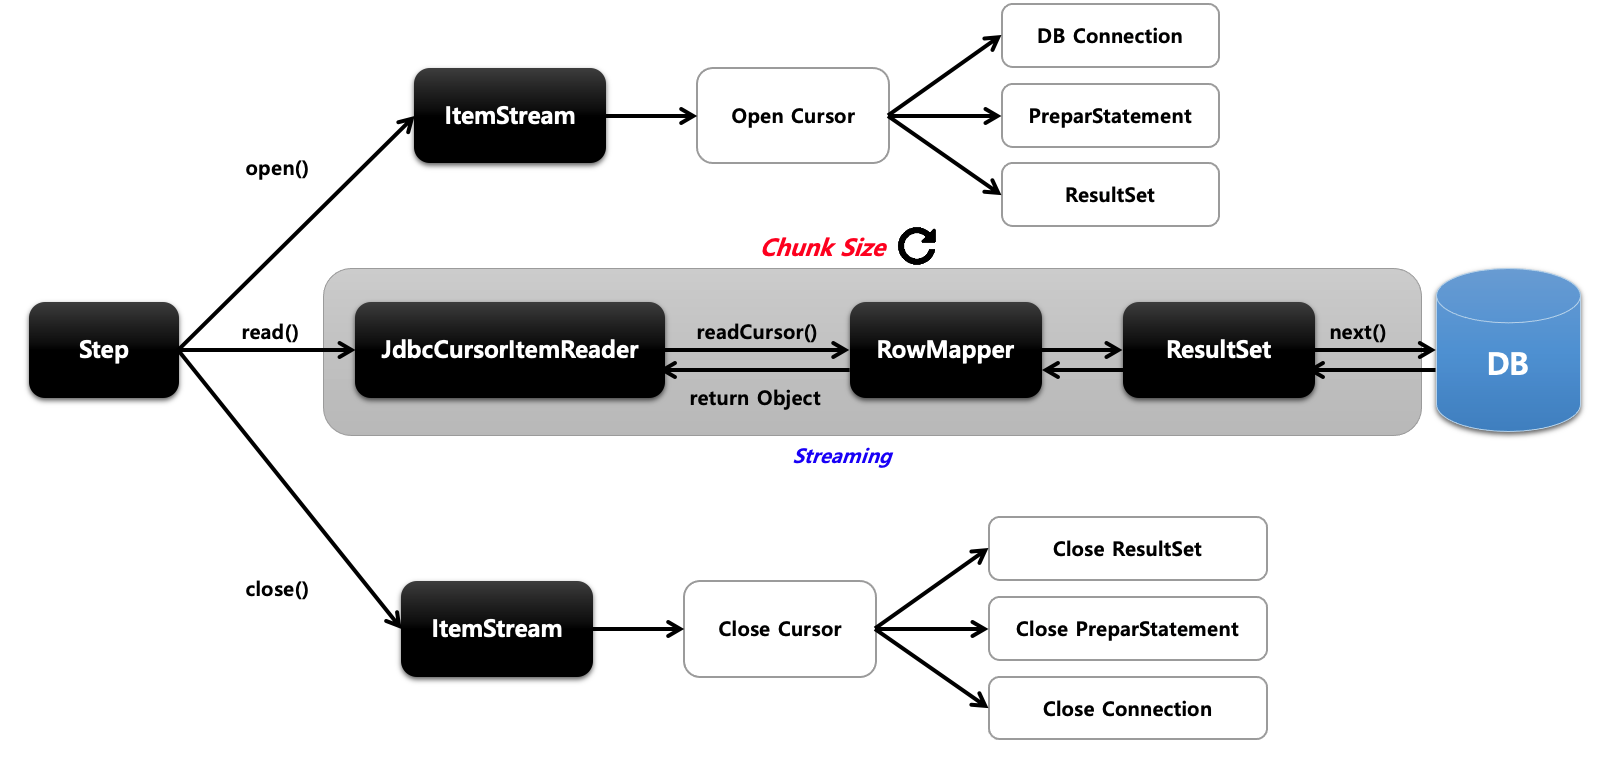 DB Connection
ItemStream
Open Cursor
PreparStatement
open()
ResultSet
Chunk Size
Step
read()
JdbcCursorItemReader
readCursor()
return Object
RowMapper
ResultSet
next()
DB
Streaming
close()
ItemStream
Close Cursor
Close ResultSet
Close PreparStatement
Close Connection